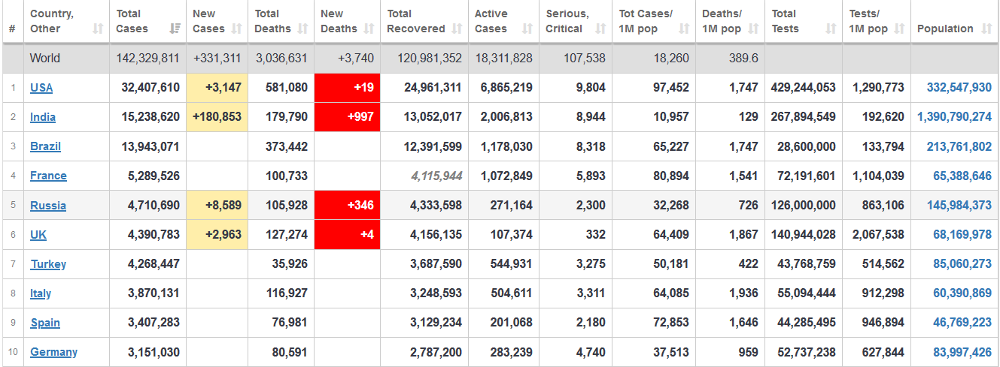 # Country, Other Total Cases New Cases Total Deaths New Deaths Total Recovered Active Cases Serious, Critical Tot Cases/ 1M pop Deaths/ 1M pop Total Tests Tests/ 1M pop Population
World 142,329,811 +331,311 3,036,631 +3,740 120,981,352 18,311,828 107,538 18,260 389.6
1 USA 32,407,610 +3,147 581,080 +19 24,961,311 6,865,219 9,804 97,452 1,747 429,244,053 1,290,773 332,547,930
2 India 15,238,620 +180,853 179,790 +997 13,052,017 2,006,813 8,944 10,957 129 267,894,549 192,620 1,390,790,274
3 Brazil 13,943,071 373,442 12,391,599 1,178,030 8,318 65,227 1,747 28,600,000 133,794 213,761,802
4 France 5,289,526 100,733 4,115,944 1,072,849 5,893 80,894 1,541 72,191,601 1,104,039 65,388,646
5 Russia 4,710,690 +8,589 105,928 +346 4,333,598 271,164 2,300 32,268 726 126,000,000 863,106 145,984,373
6 UK 4,390,783 +2,963 127,274 +4 4,156,135 107,374 332 64,409 1,867 140,944,028 2,067,538 68,169,978
7 Turkey 4,268,447 35,926 3,687,590 544,931 3,275 50,181 422 43,768,759 514,562 85,060,273
8 Italy 3,870,131 116,927 3,248,593 504,611 3,311 64,085 1,936 55,094,444 912,298 60,390,869
9 Spain 3,407,283 76,981 3,129,234 201,068 2,180 72,853 1,646 44,285,495 946,894 46,769,223
10 Germany 3,151,030 80,591 2,787,200 283,239 4,740 37,513 959 52,737,238 627,844 83,997,426